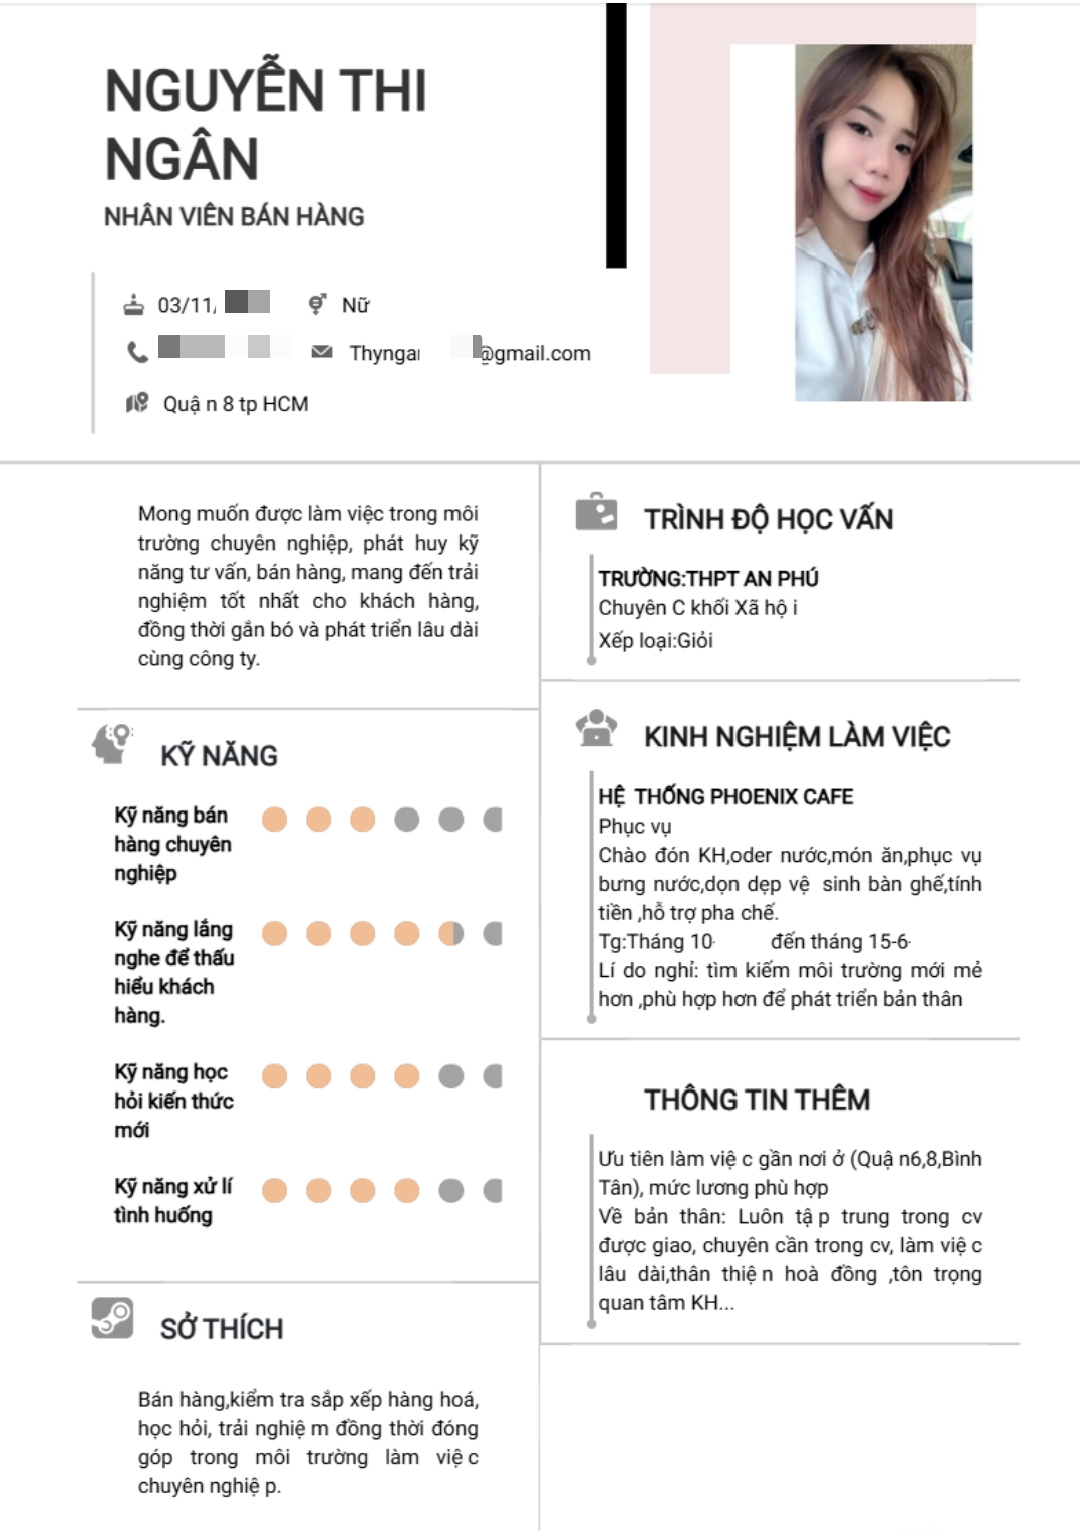 NGUYỄN THI
NGÂN
NHÂN VIÊN BÁN HÀNG
03/11/
Nữ
Thyngan
@gmail.com
Quậ n 8 tp HCM
Mong muốn được làm việc trong môi
trường chuyên nghiệp, phát huy kỹ
năng tư vấn, bán hàng, mang đến trải
nghiệm tốt nhất cho khách hàng,
đồng thời gắn bó và phát triển lâu dài
cùng công ty.
KỸ NĂNG
Kỹ năng bán
hàng chuyên
nghiệp
Kỹ năng lắng
nghe để thấu
hiểu khách
hàng.
Kỹ năng học
hỏi kiến thức
mới
Kỹ năng xử lí
tình huống
SỞ THÍCH
Bán hàng,kiểm tra sắp xếp hàng hoá,
học hỏi, trải nghiệ m đồng thời đóng
góp trong môi trường làm việ c
chuyên nghiệ p.
TRÌNH ĐỘ HỌC VẤN
TRƯỜNG:THPT AN PHÚ
Chuyên C khối Xã hộ i
Xếp loại:Giỏi
KINH NGHIỆM LÀM VIỆC
HỆ THỐNG PHOENIX CAFE
Phục vụ
Chào đón KH,oder nước,món ăn,phục vụ
bưng nước,dọn dẹp vệ sinh bàn ghế,tính
tiền ,hỗ trợ pha chế.
Tg:Tháng 10- đến tháng 15-6-
Lí do nghỉ: tìm kiếm môi trường mới mẻ
hơn ,phù hợp hơn để phát triển bản thân
THÔNG TIN THÊM
Ưu tiên làm việ c gần nơi ở (Quậ n6,8,Bình
Tân), mức lương phù hợp
Về bản thân: Luôn tậ p trung trong cv
được giao, chuyên cần trong cv, làm việ c
lâu dài,thân thiệ n hoà đồng ,tôn trọng
quan tâm KH...